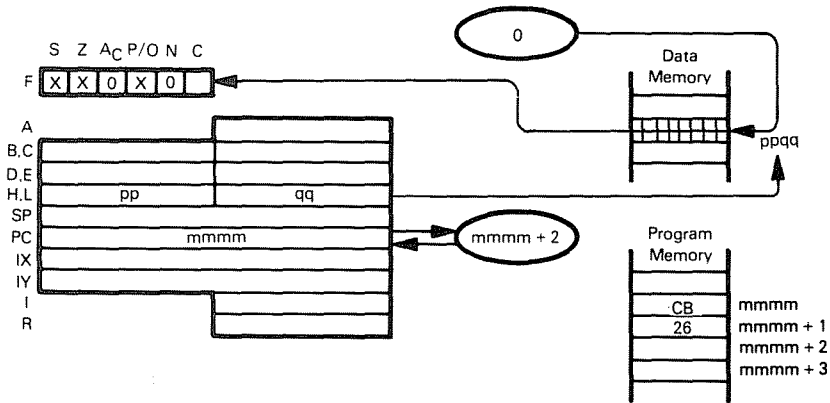 S Z AC P/O N C
F X X 0 X 0
0
Data
Memory
ppqq
A
B,C
D,E
H,L pp qq
SP
PC mmmm
IX
IY
I
R
mmmm + 2
Program
Memory
CB mmmm
26 mmmm + 1
mmmm + 2
mmmm + 3